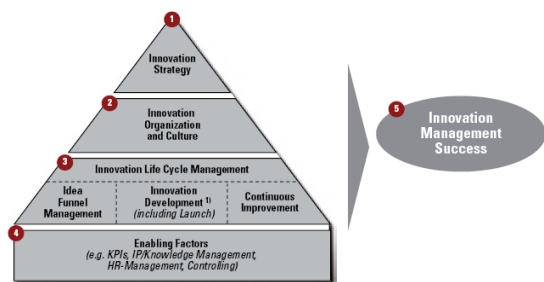 1
Innovation
Strategy
2
Innovation
Organization
and Culture
3
Innovation Life Cycle Management
Idea
Funnel
Management
Innovation
Development 1)
(including Launch)
Continuous
Improvement
4
Enabling Factors
(e.g. KPIs, IP/Knowledge Management,
HR-Management, Controlling)
5
Innovation
Management
Success